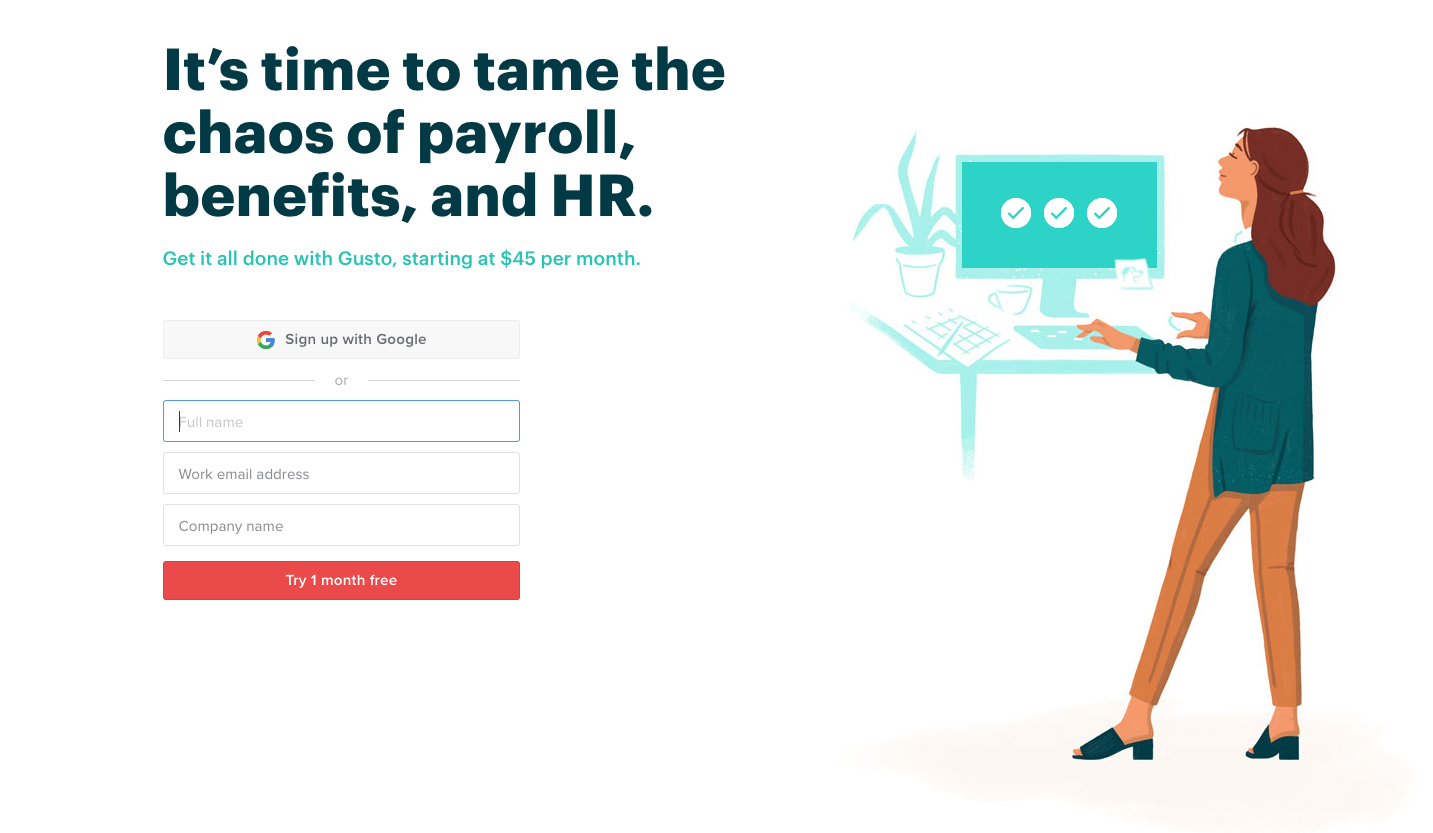 It’s time to tame the
chaos of payroll,
benefits, and HR.
Get it all done with Gusto, starting at $45 per month.
Sign up with Google
or
Full name
Work email address
Company name
Try 1 month free